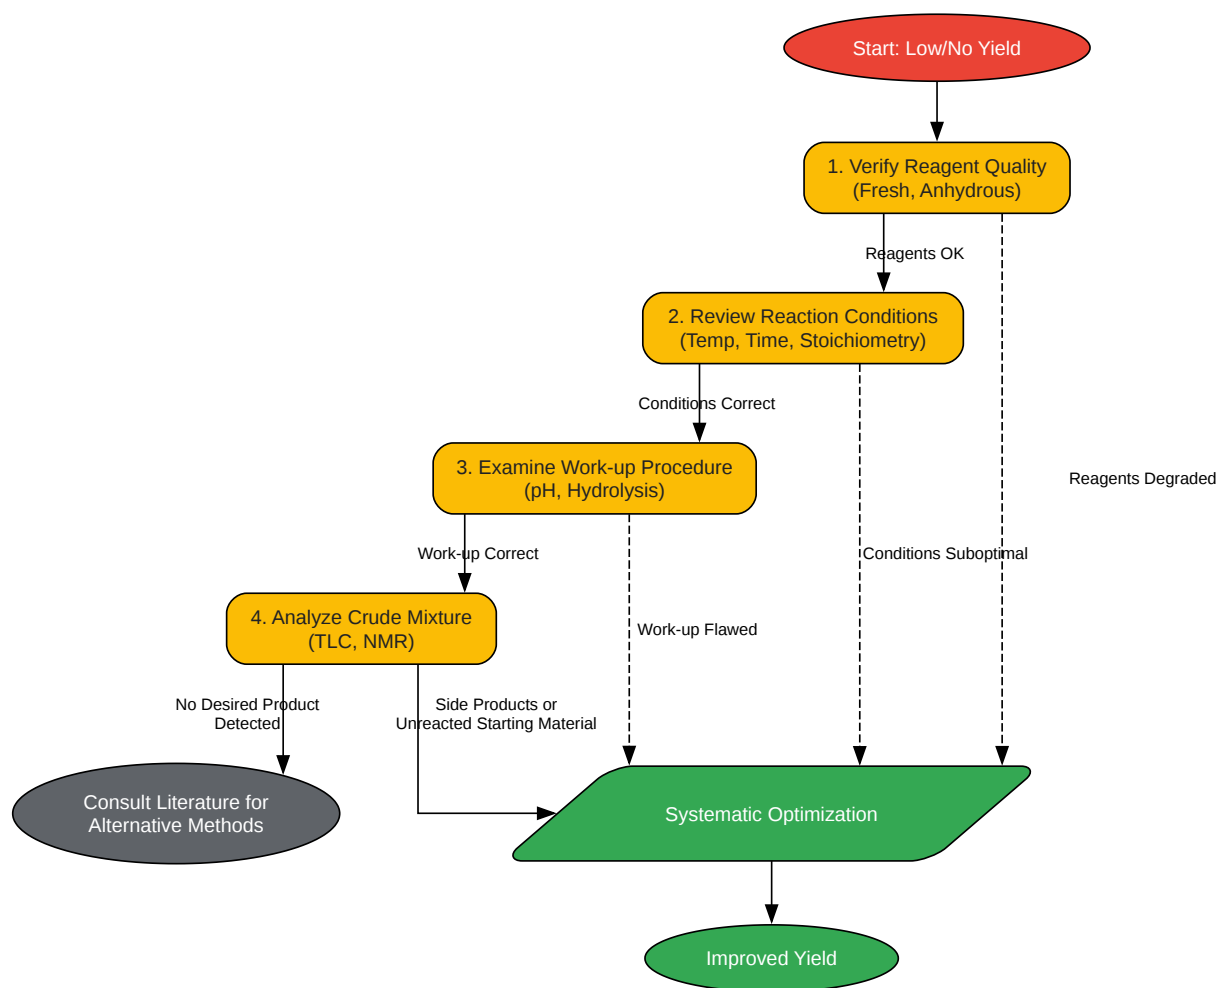 Start: Low/No Yield
1. Verify Reagent Quality
(Fresh, Anhydrous)
Reagents OK
2. Review Reaction Conditions
(Temp, Time, Stoichiometry)
Conditions Correct
3. Examine Work-up Procedure
(pH, Hydrolysis)
Reagents Degraded
Work-up Correct
Conditions Suboptimal
4. Analyze Crude Mixture
(TLC, NMR)
Work-up Flawed
No Desired Product
Detected
Side Products or
Unreacted Starting Material
Consult Literature for
Alternative Methods
Systematic Optimization
Improved Yield